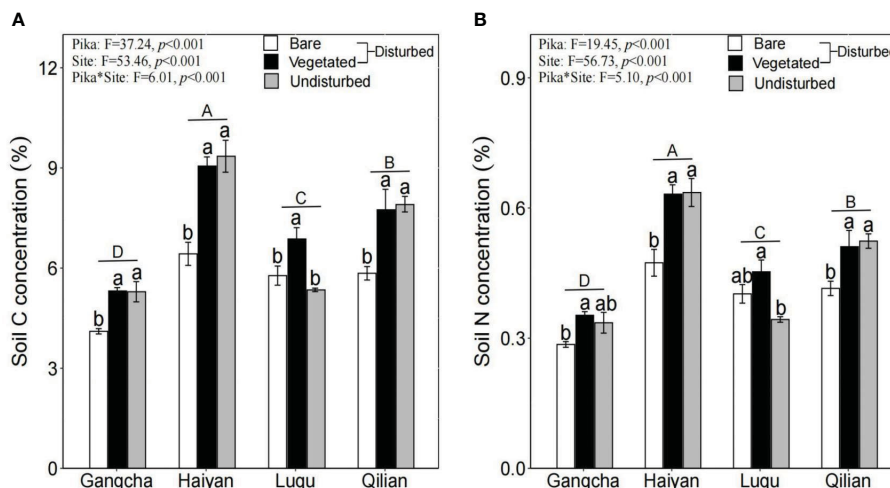 A
Pika: F=37.24, p<0.001
Site: F=53.46, p<0.001
Pika*Site: F=6.01, p<0.001
Bare
Vegetated
Undisturbed
Disturbed
Soil C concentration (%)
12
9
6
3
0
D
b
a
a
A
b
a
a
C
b
a
b
B
b
a
a
Gangcha
Haiyan
Luqu
Qilian
B
Pika: F=19.45, p<0.001
Site: F=56.73, p<0.001
Pika*Site: F=5.10, p<0.001
Bare
Vegetated
Undisturbed
Disturbed
Soil N concentration (%)
0.9
0.6
0.3
0.0
D
b
a
ab
A
b
a
a
C
ab
a
b
B
b
a
a
Gangcha
Haiyan
Luqu
Qilian